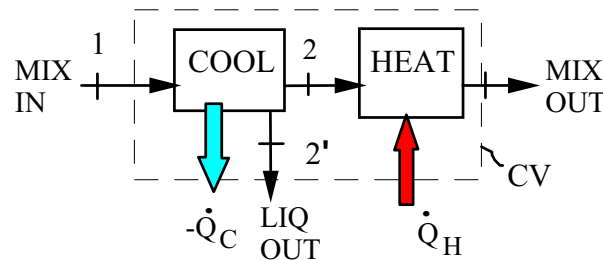 1
MIX
IN
COOL
2
HEAT
MIX
OUT
2'
CV
-Q̇C
LIQ
OUT
Q̇H